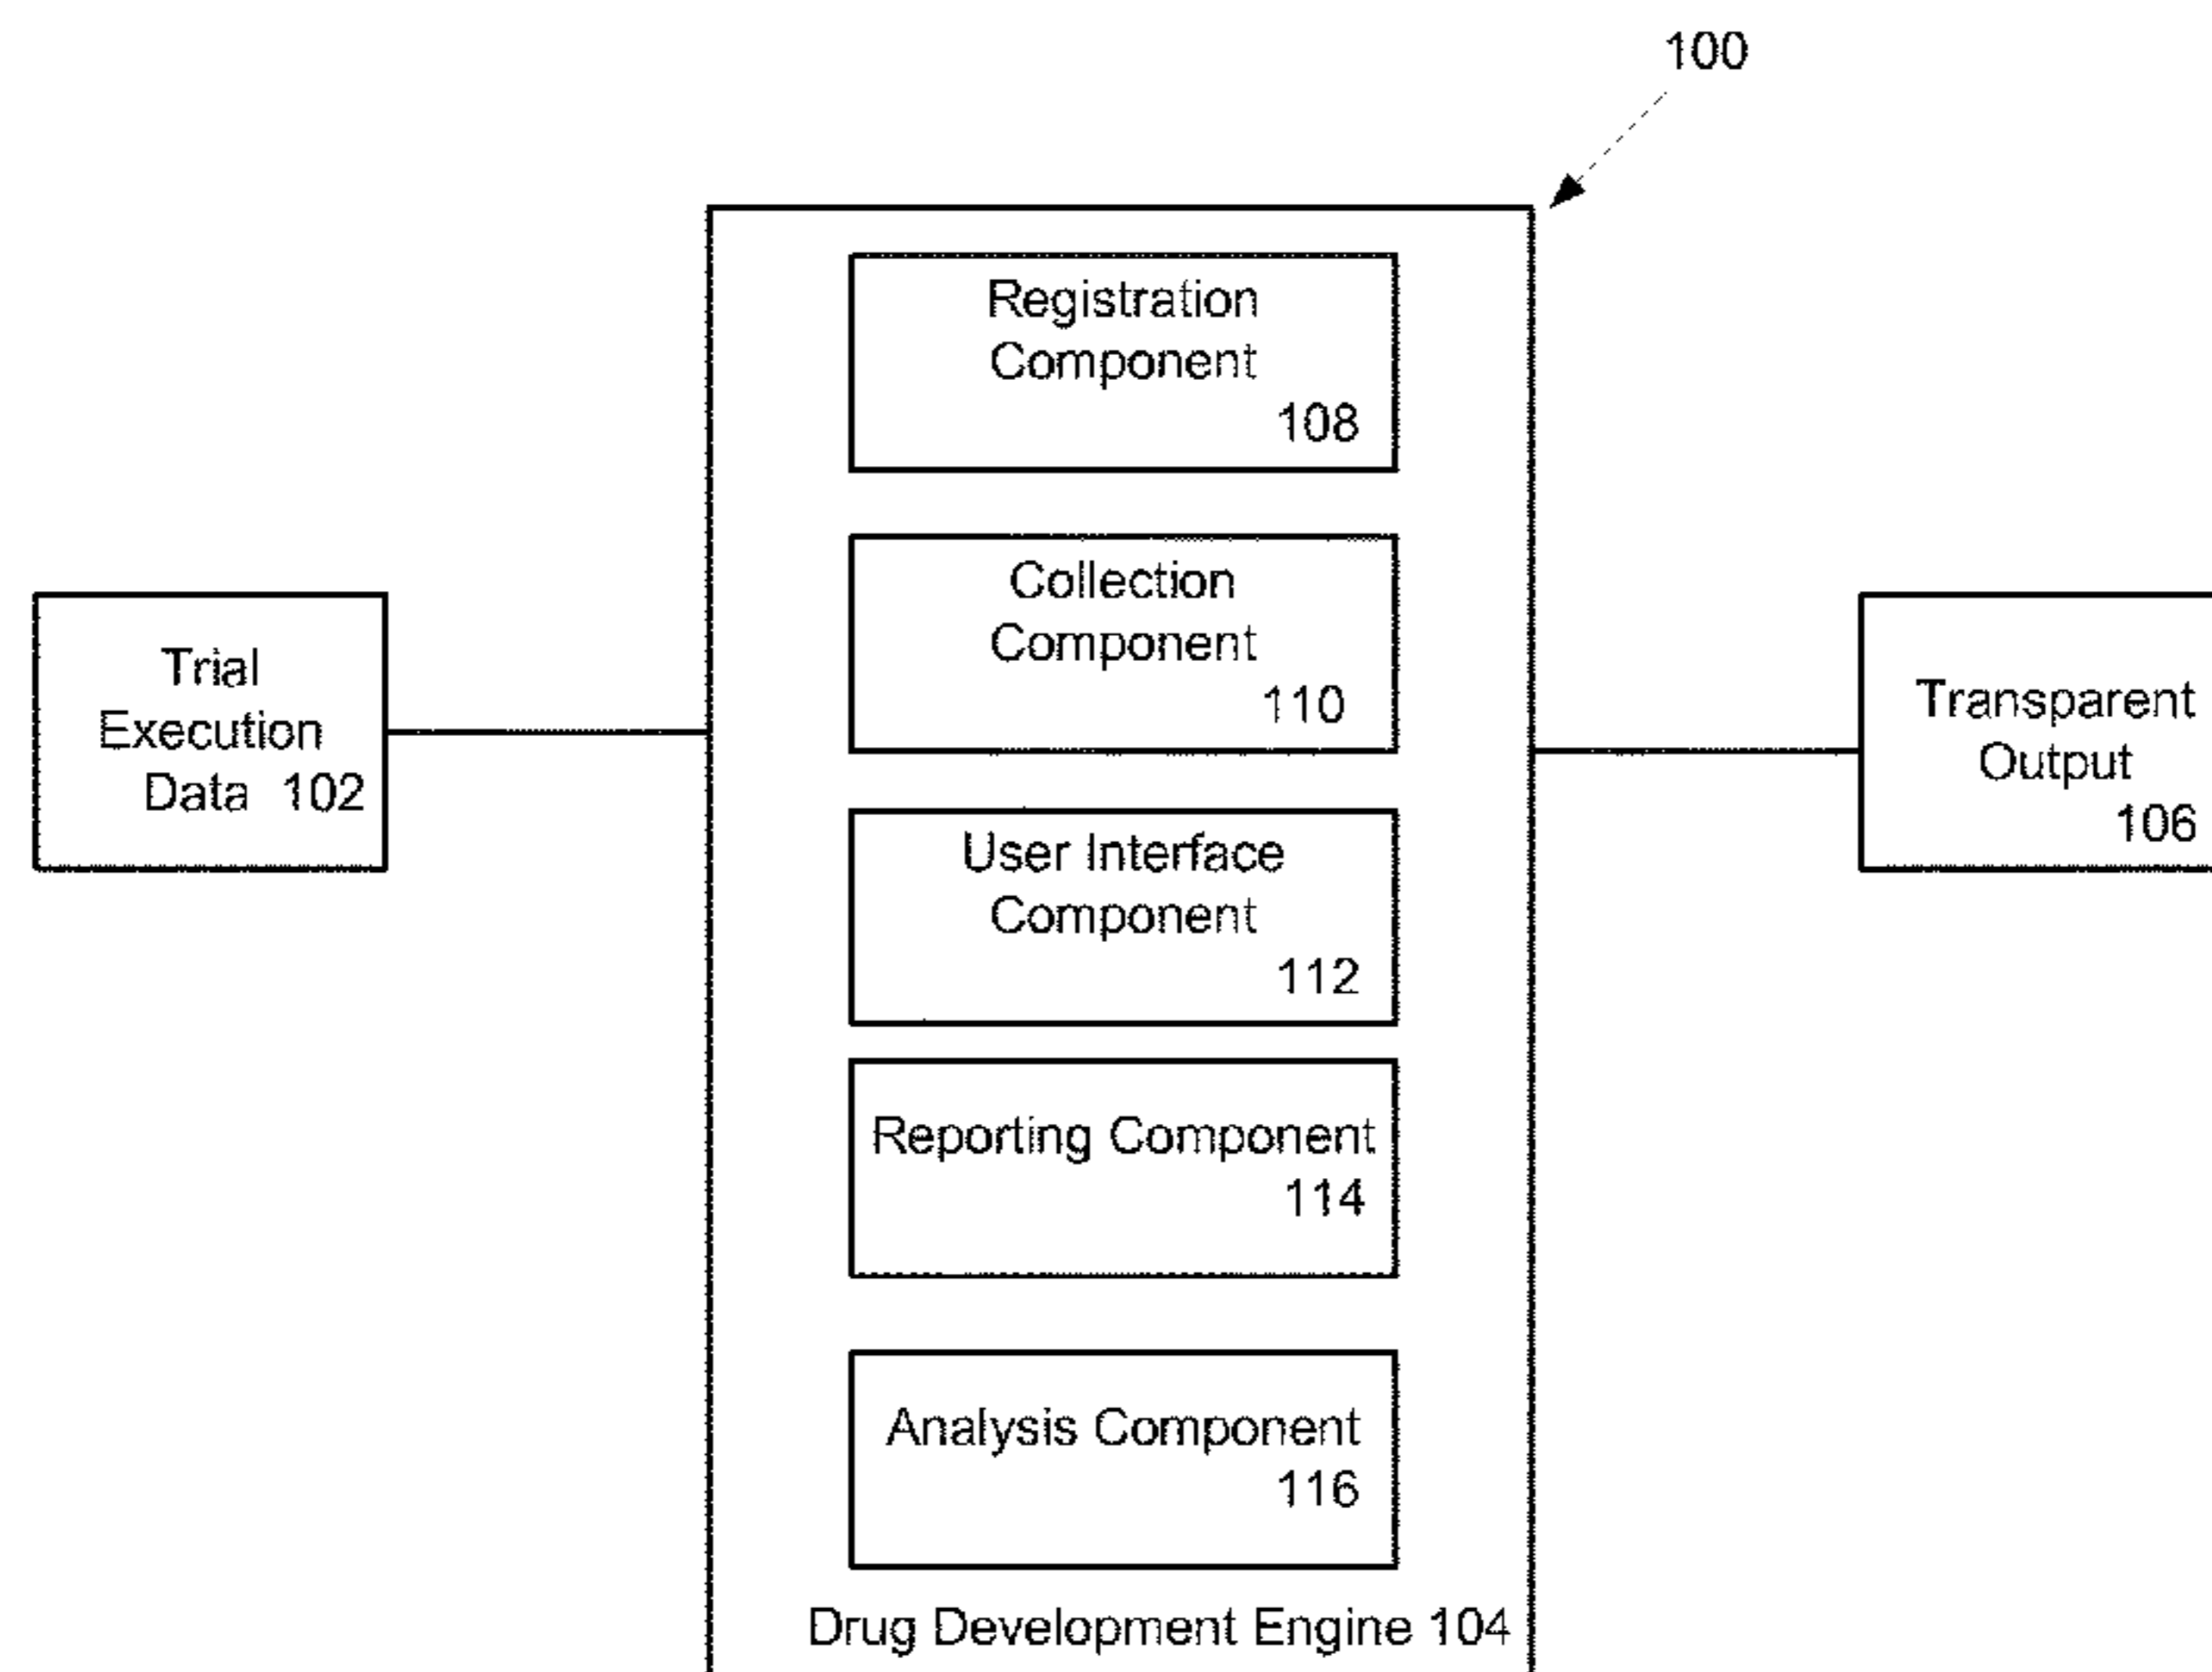 100
Registration
Component
108
Collection
Component
110
Trial
Execution
Data 102
Transparent
Output
106
User Interface
Component
112
Reporting Component
114
Analysis Component
116
Drug Development Engine 104